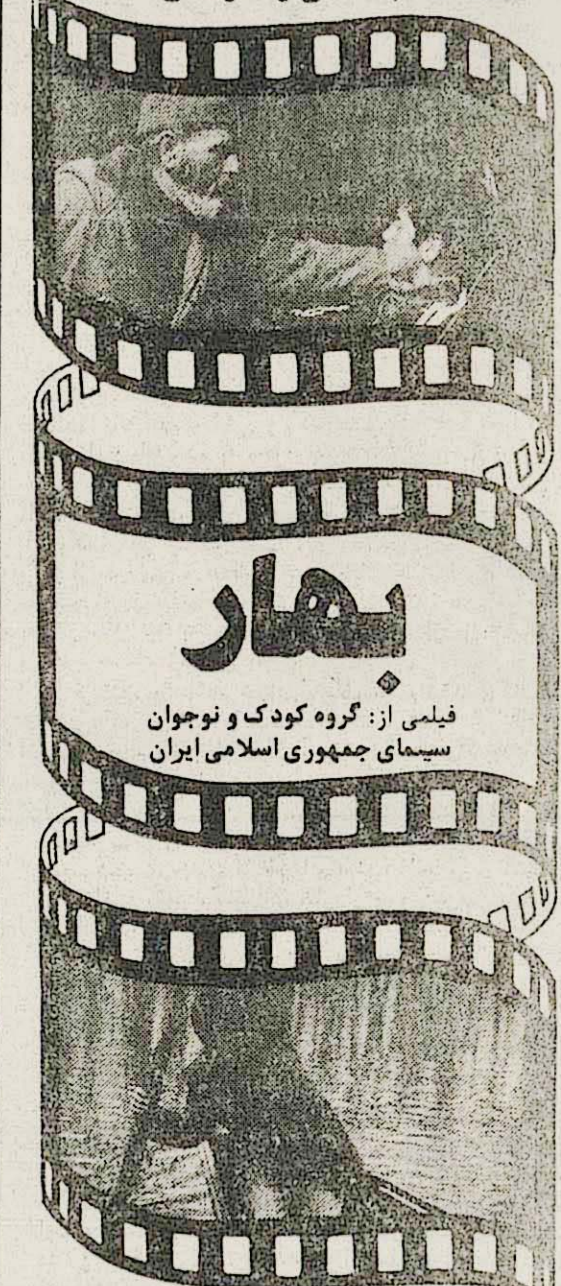 بهار
فیلمی از: گروه کودک و نوجوان
سیمای جمهوری اسلامی ایران